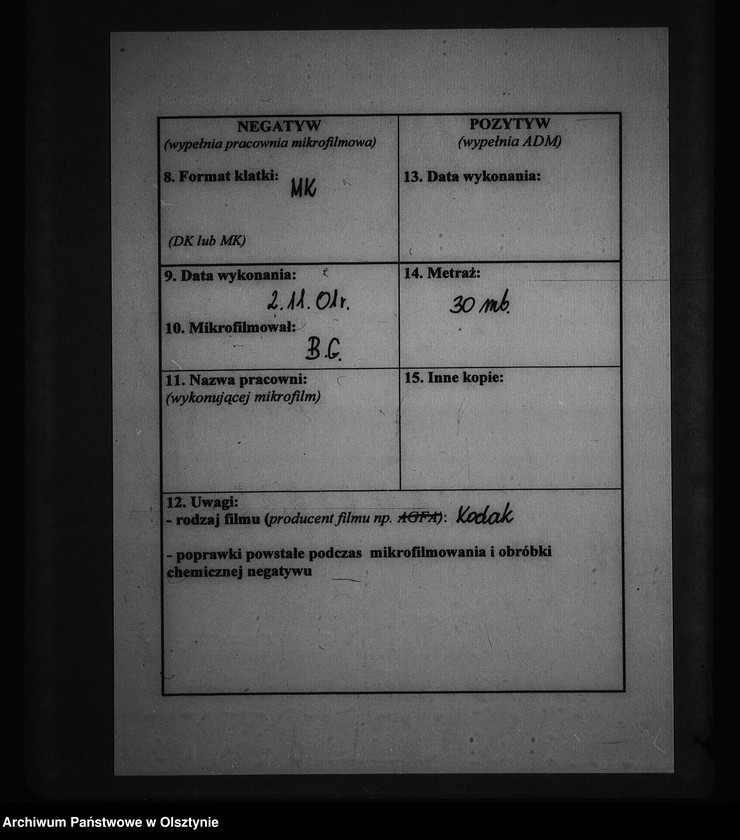 NEGATYW
(wypełnia pracownia mikrofilmowa)
8. Format klatki:
MK
(DK lub MK)
POZYTYW
(wypełnia ADM)
13. Data wykonania:
9. Data wykonania:
2.11.01r.
10. Mikrofilmował:
B.G.
14. Metraż:
30 mb.
11. Nazwa pracowni:
(wykonującej mikrofilm)
15. Inne kopie:
12. Uwagi:
- rodzaj filmu (producent filmu np. AGFA): Kodak
- poprawki powstałe podczas mikrofilmowania i obróbki
chemicznej negatywu
Archiwum Państwowe w Olsztynie